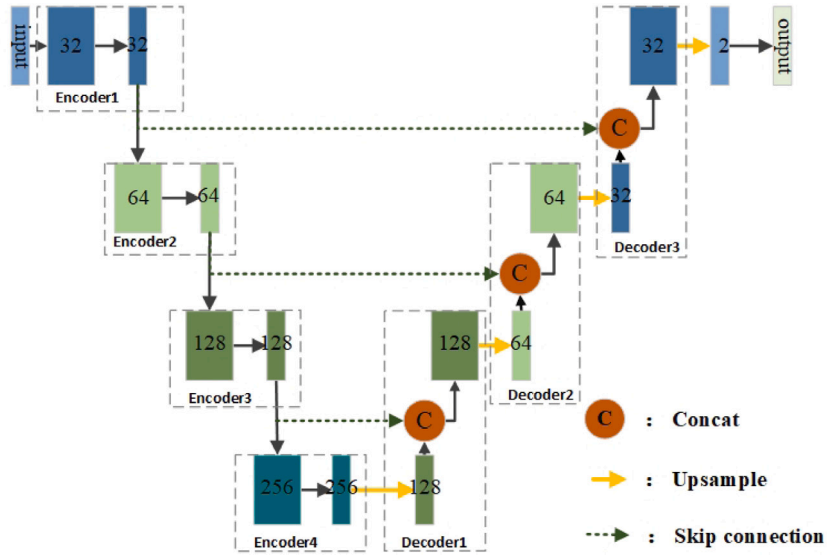 input
32
32
Encoder1
32
2
output
C
64
64
Encoder2
64
32
Decoder3
C
128
128
Encoder3
128
64
Decoder2
C
C : Concat
256
256
Encoder4
128
Decoder1
: Upsample
: Skip connection